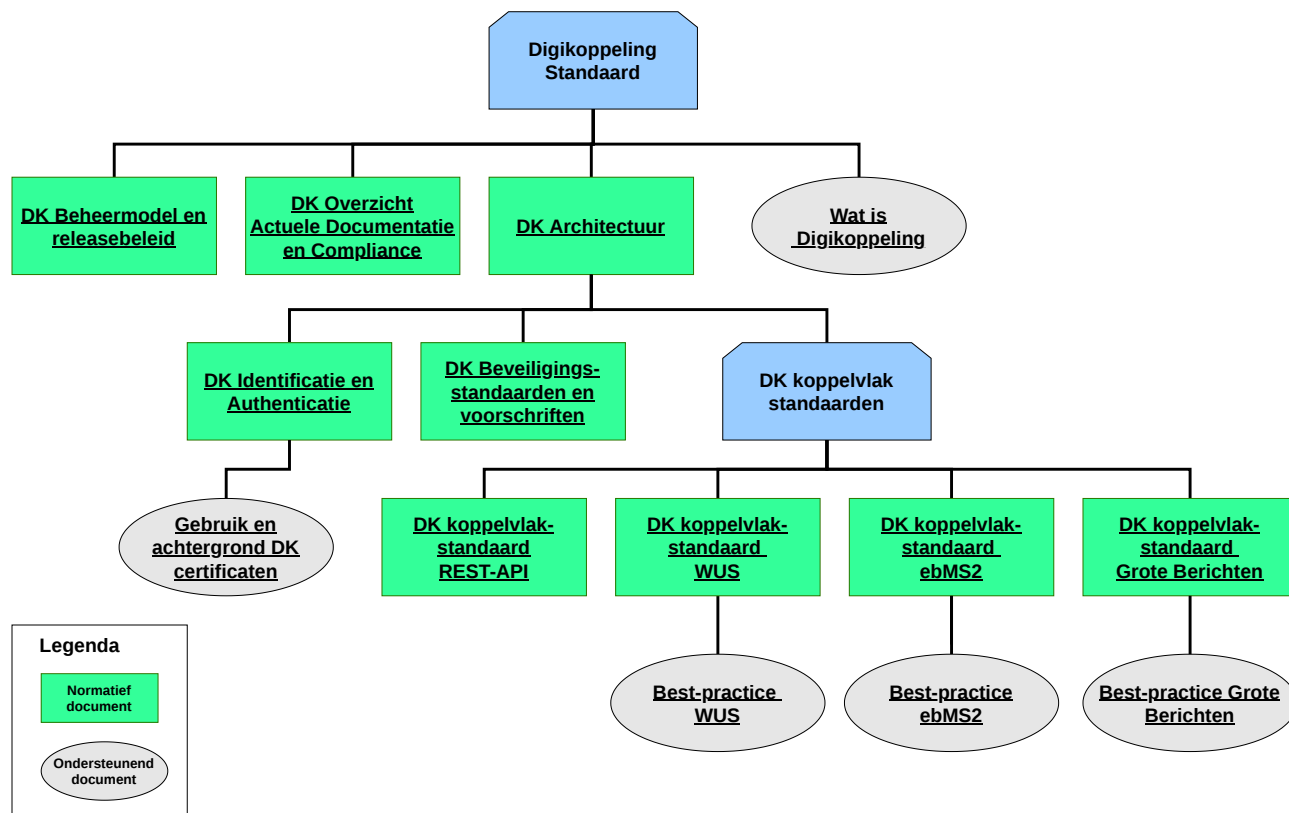 Digikoppeling
Standaard
DK Beheermodel en
releasebeleid
DK Overzicht
Actuele Documentatie
en Compliance
DK Architectuur
Wat is
Digikoppeling
DK Identificatie en
Authenticatie
DK Beveiligings-
standaarden en
voorschriften
DK koppelvlak
standaarden
Gebruik en
achtergrond DK
certificaten
DK koppelvlak-
standaard
REST-API
DK koppelvlak-
standaard
WUS
DK koppelvlak-
standaard
ebMS2
DK koppelvlak-
standaard
Grote Berichten
Best-practice
WUS
Best-practice
ebMS2
Best-practice Grote
Berichten
Legenda
Normatief
document
Ondersteunend
document